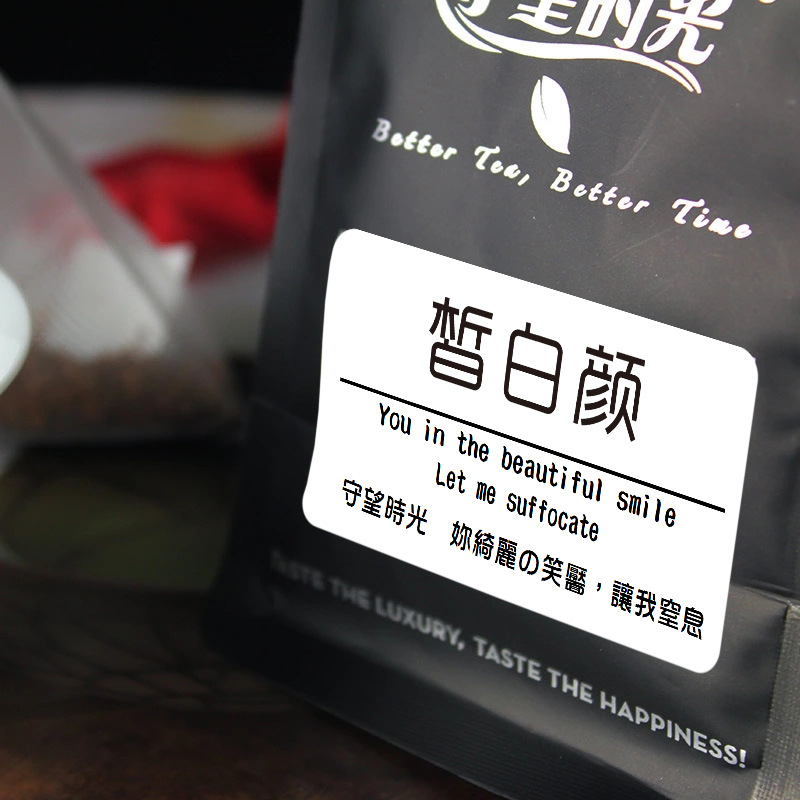 守望时光
Better Tea, Better Time
皙白颜
You in the beautiful smile
Let me suffocate
守望時光 妳綺麗の笑靨，讓我窒息
TASTE THE LUXURY, TASTE THE HAPPINESS!